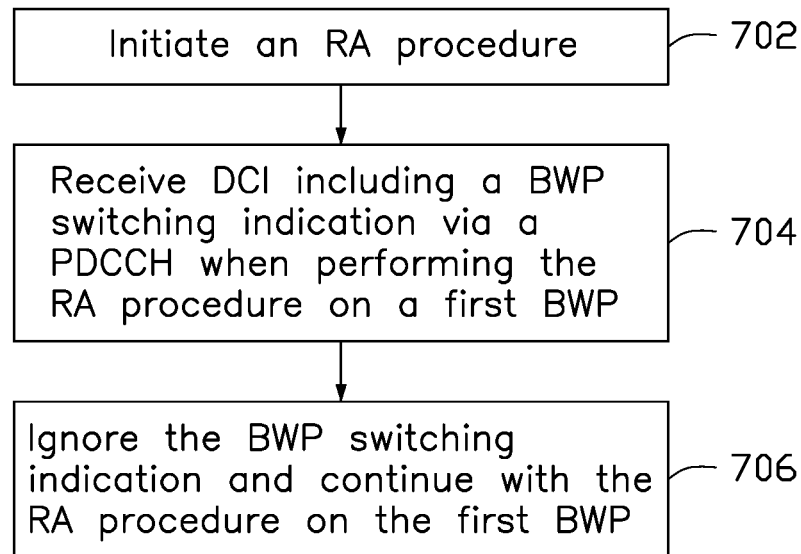 Initiate an RA procedure
702
Receive DCI including a BWP
switching indication via a
PDCCH when performing the
RA procedure on a first BWP
704
Ignore the BWP switching
indication and continue with the
RA procedure on the first BWP
706